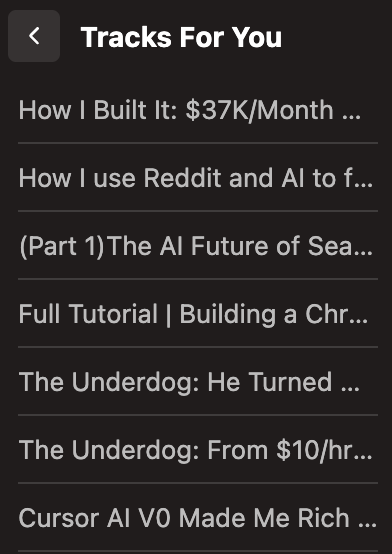 Tracks For You
How I Built It: $37K/Month ...
How I use Reddit and AI to f...
(Part 1)The AI Future of Sea...
Full Tutorial | Building a Chr...
The Underdog: He Turned ...
The Underdog: From $10/hr...
Cursor AI V0 Made Me Rich ...